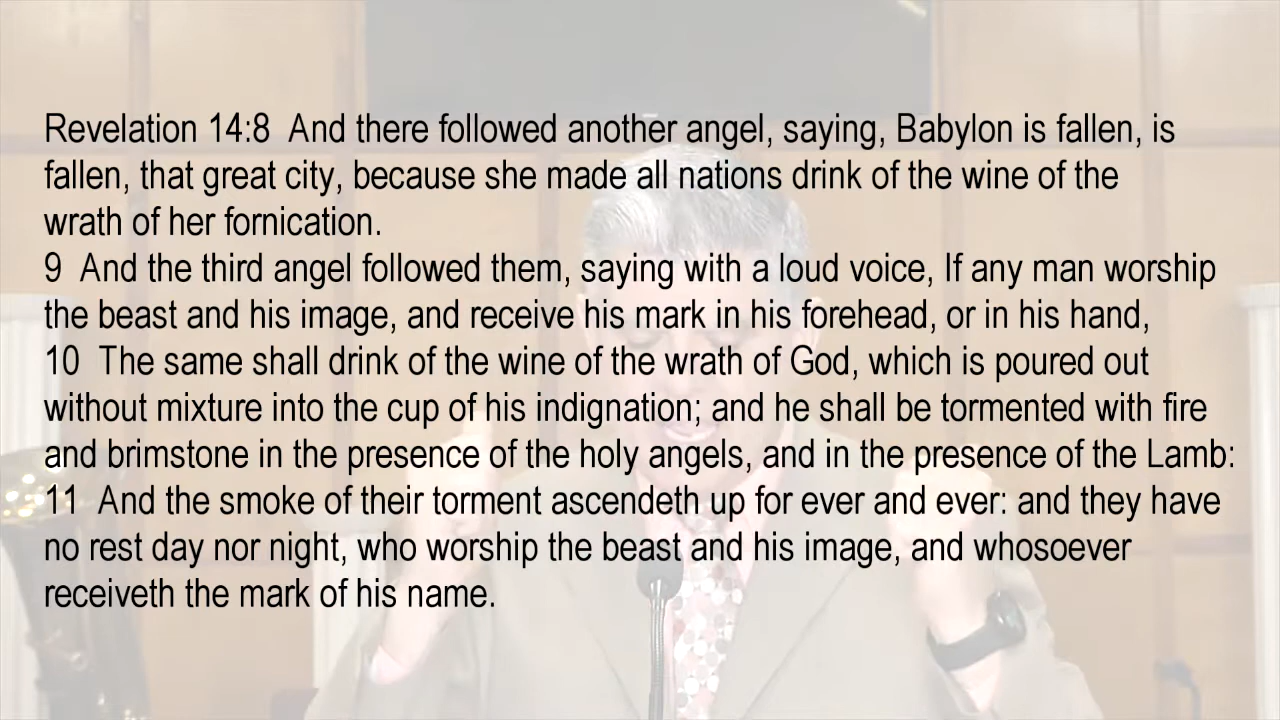 Revelation 14:8  And there followed another angel, saying, Babylon is fallen, is
fallen, that great city, because she made all nations drink of the wine of the
wrath of her fornication.
9  And the third angel followed them, saying with a loud voice, If any man worship
the beast and his image, and receive his mark in his forehead, or in his hand,
10  The same shall drink of the wine of the wrath of God, which is poured out
without mixture into the cup of his indignation; and he shall be tormented with fire
and brimstone in the presence of the holy angels, and in the presence of the Lamb:
11  And the smoke of their torment ascendeth up for ever and ever: and they have
no rest day nor night, who worship the beast and his image, and whosoever
receiveth the mark of his name.